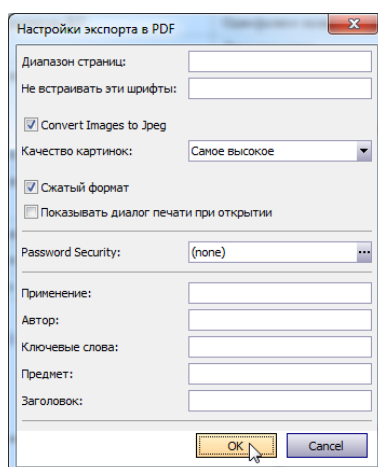 Настройки экспорта в PDF
Диапазон страниц:
Не встраивать эти шрифты:
Convert Images to Jpeg
Качество картинок: Самое высокое
Сжатый формат
Показывать диалог печати при открытии
Password Security: (none) ...
Применение:
Автор:
Ключевые слова:
Предмет:
Заголовок:
OK Cancel